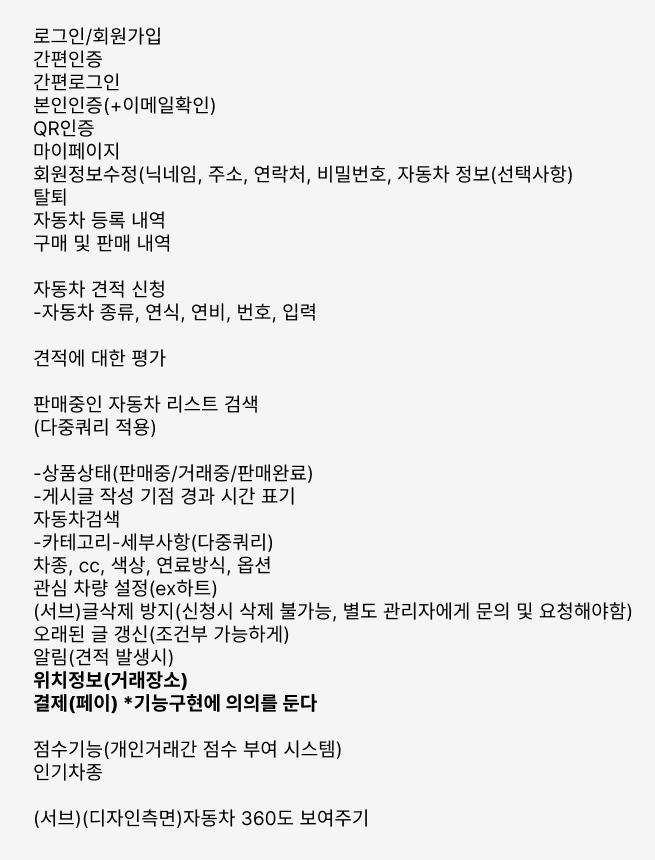 로그인/회원가입
간편인증
간편로그인
본인인증(+이메일확인)
QR인증
마이페이지
회원정보수정(닉네임, 주소, 연락처, 비밀번호, 자동차 정보(선택사항)
탈퇴
자동차 등록 내역
구매 및 판매 내역
자동차 견적 신청
-자동차 종류, 연식, 연비, 번호, 입력
견적에 대한 평가
판매중인 자동차 리스트 검색
(다중쿼리 적용)
-상품상태(판매중/거래중/판매완료)
-게시글 작성 기점 경과 시간 표기
자동차검색
-카테고리-세부사항(다중쿼리)
차종, cc, 색상, 연료방식, 옵션
관심 차량 설정(ex하트)
(서브)글삭제 방지(신청시 삭제 불가능, 별도 관리자에게 문의 및 요청해야함)
오래된 글 갱신(조건부 가능하게)
알림(견적 발생시)
위치정보(거래장소)
결제(페이) *기능구현에 의의를 둔다
점수기능(개인거래간 점수 부여 시스템)
인기차종
(서브)(디자인측면)자동차 360도 보여주기